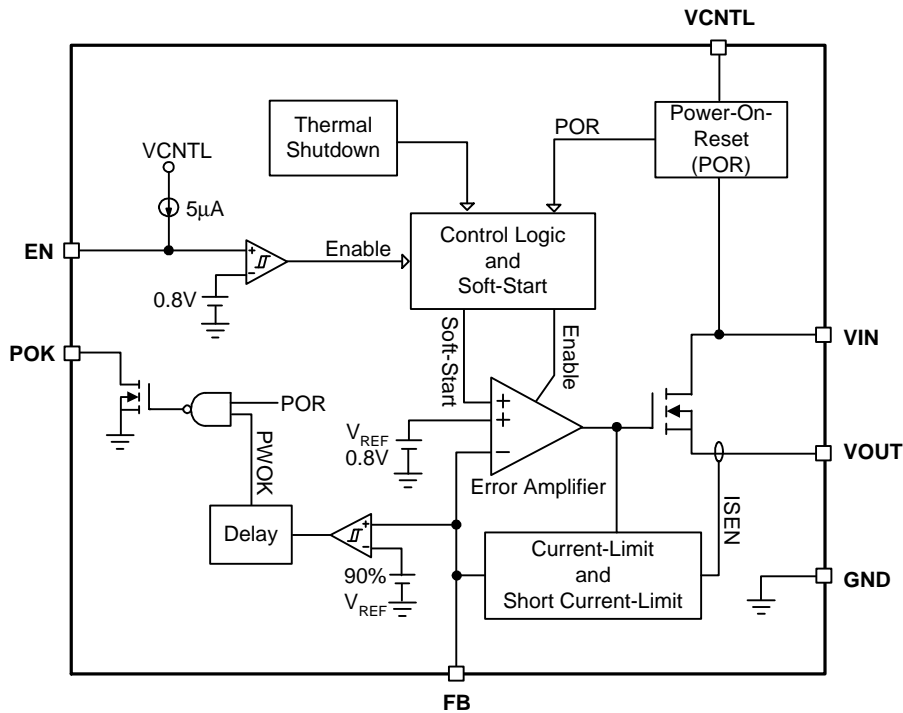 VCNTL
Thermal
Shutdown
POR
Power-On-
Reset
(POR)
VCNTL
5µA
EN
Enable
Control Logic
and
Soft-Start
0.8V
POK
Soft-Start
Enable
VIN
POR
VREF
0.8V
PWOK
Error Amplifier
VOUT
ISEN
Delay
90%
VREF
Current-Limit
and
Short Current-Limit
GND
FB